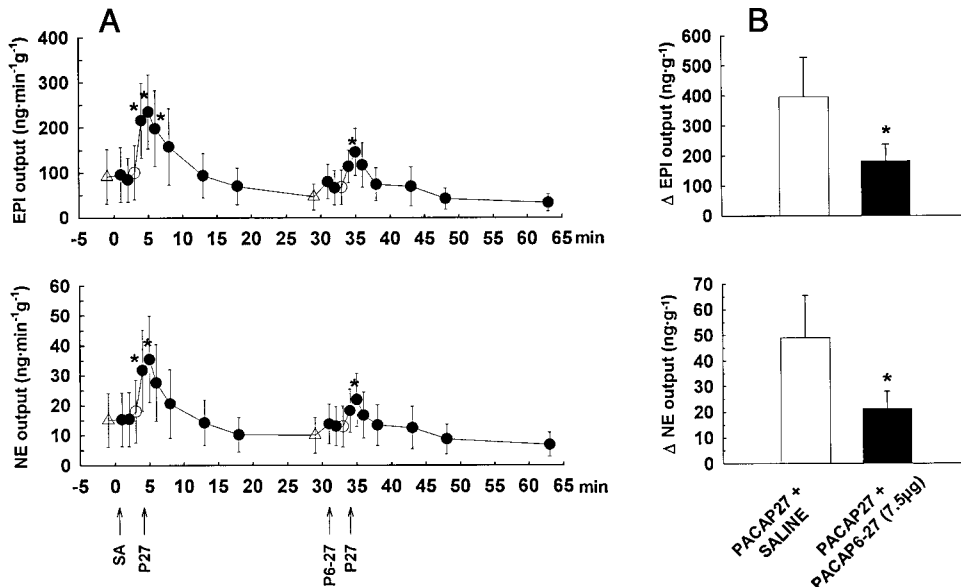 A
EPI output (ng·min⁻¹g⁻¹)
400
300
200
100
0
* * *
*
-5 0 5 10 15 20 25 30 35 40 45 50 55 60 65 min
NE output (ng·min⁻¹g⁻¹)
60
50
40
30
20
10
0
* *
*
-5 0 5 10 15 20 25 30 35 40 45 50 55 60 65 min
SA
P27
P6-27
P27
B
Δ EPI output (ng·g⁻¹)
600
500
400
300
200
100
0
*
Δ NE output (ng·g⁻¹)
70
60
50
40
30
20
10
0
*
PACAP27 +
SALINE
PACAP27 +
PACAP6-27 (7.5µg)